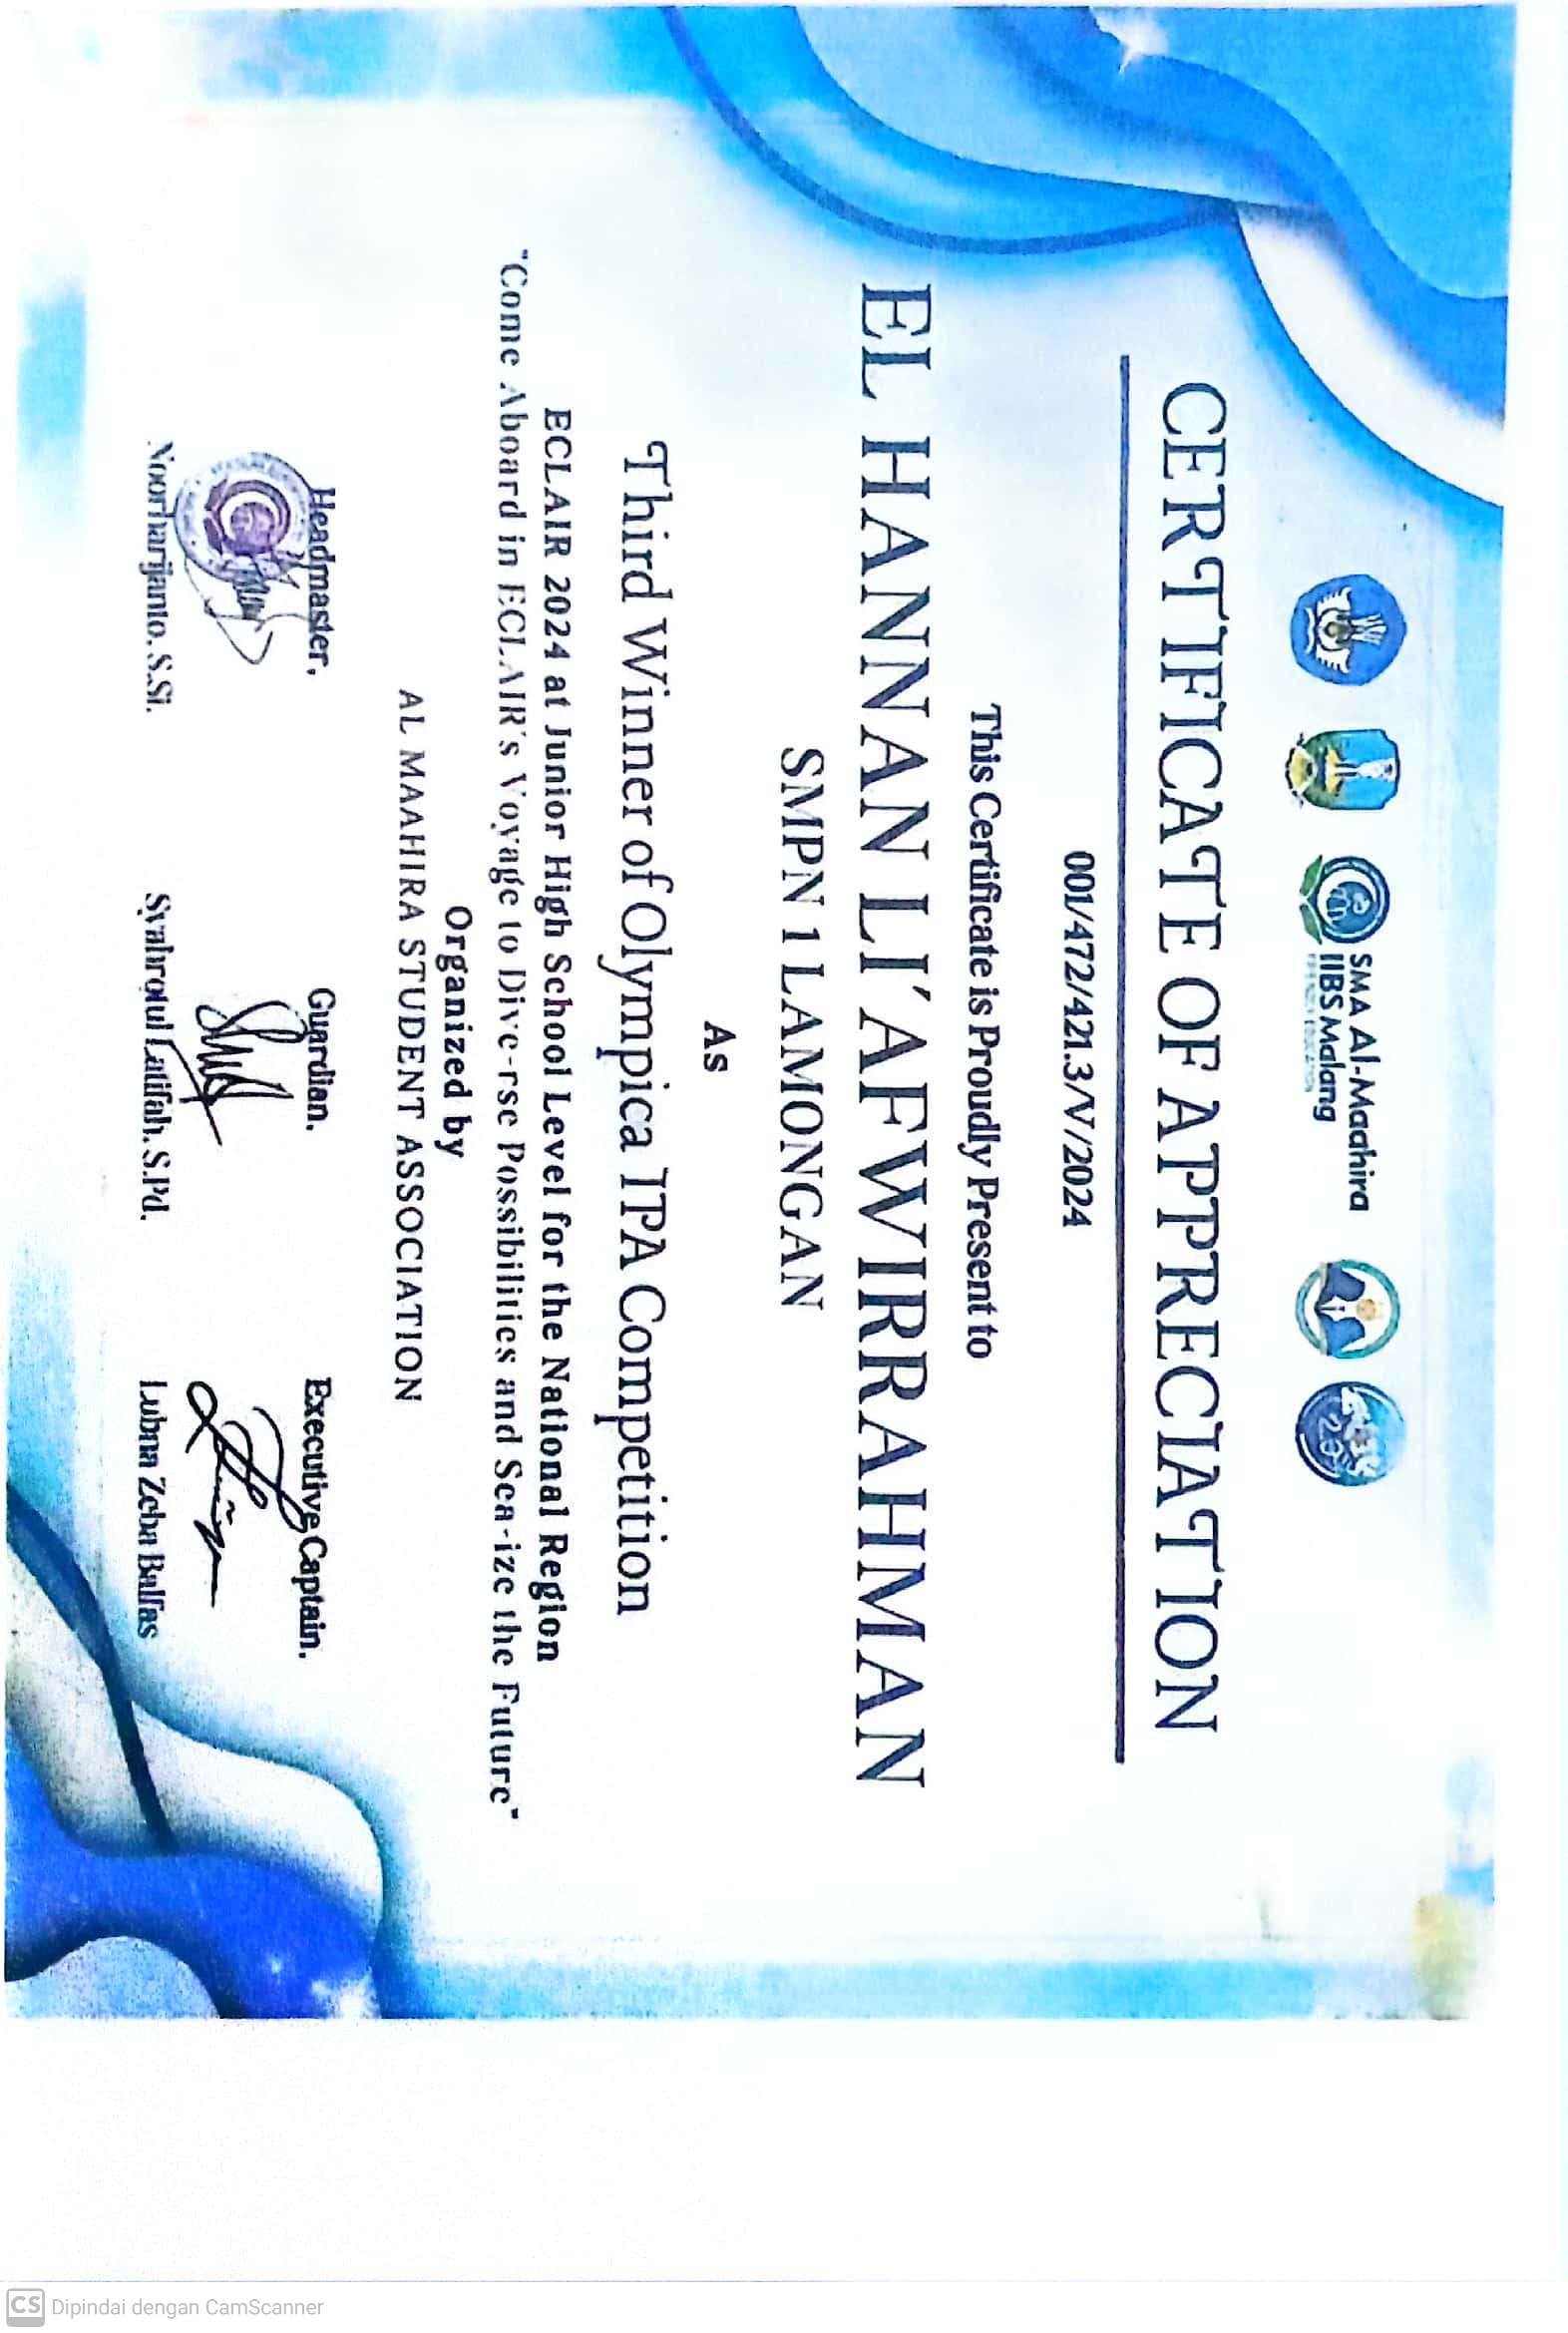 SMA Al-Maahira
IIBS Malang
CERTIFICATE OF APPRECIATION
001/472/421.3/V/2024
This Certificate is Proudly Present to
EL HANNAN LI'AFWIRRAHMAN
SMPN 1 LAMONGAN
As
Third Winner of Olympica IPA Competition
ECLAIR 2024 at Junior High School Level for the National Region
"Come Aboard in ECLAIR's Voyage to Dive-rse Possibilities and Sea-ize the Future"
Organized by
AL MAAHIRA STUDENT ASSOCIATION
Headmaster, Guardian, Executive Captain,
Noorharijanto, S.Si. Syahrotul Latifah, S.Pd. Lubna Zeba Balfas
CS Dipindai dengan CamScanner